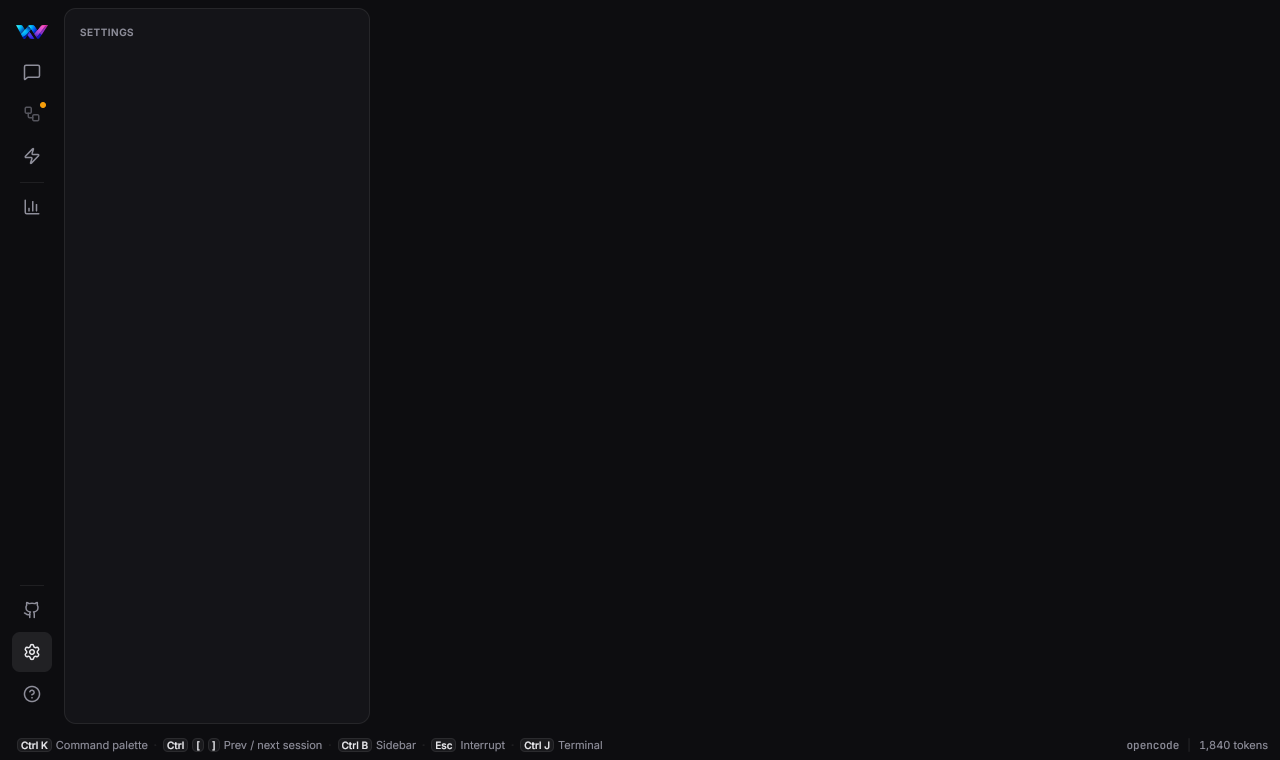 SETTINGS
Ctrl K Command palette · Ctrl [ ] Prev / next session · Ctrl B Sidebar · Esc Interrupt · Ctrl J Terminal
opencode 1,840 tokens